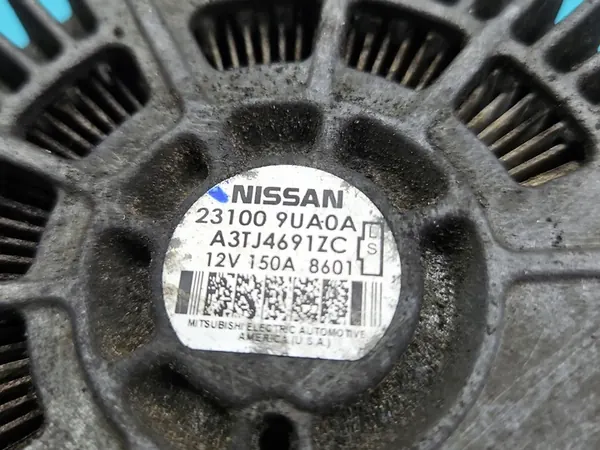 NISSAN
23100 9UA0A
A3TJ4691ZC
L
S
12V 150A 8601
MITSUBISHI ELECTRIC AUTOMOTIVE
AMERICA (U.S.A.)